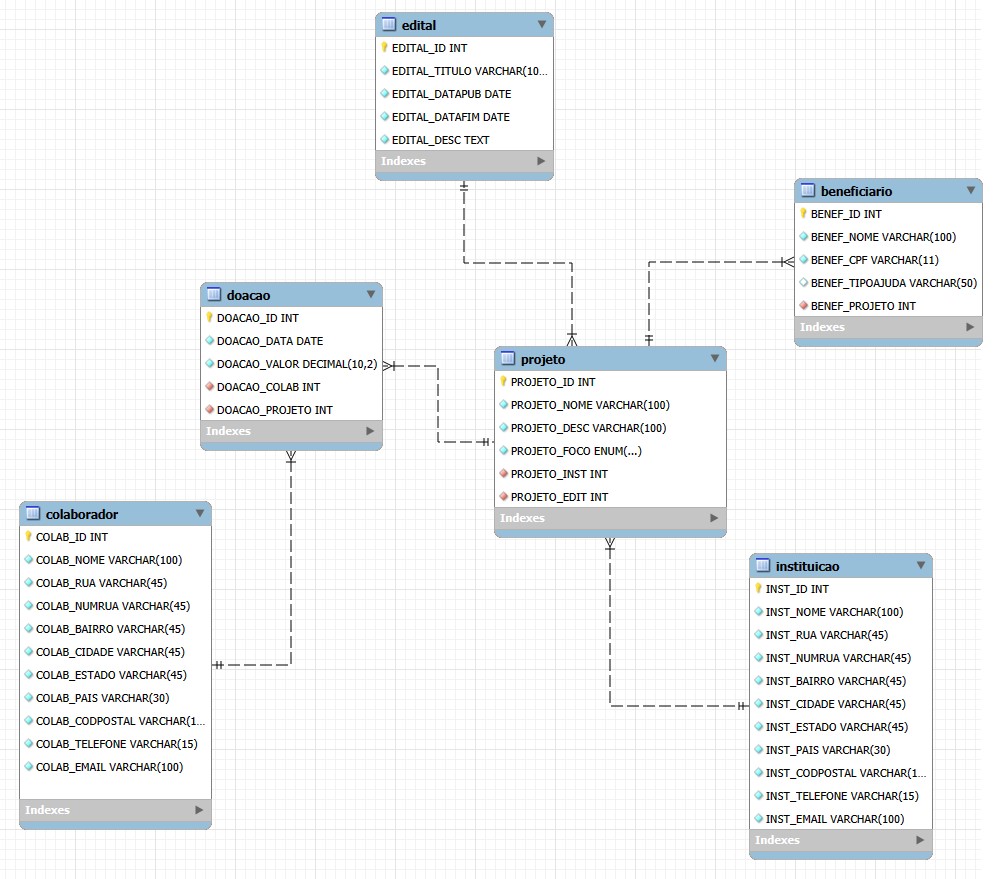 edital
EDITAL_ID INT
EDITAL_TITULO VARCHAR(10...
EDITAL_DATAPUB DATE
EDITAL_DATAFIM DATE
EDITAL_DESC TEXT
Indexes
beneficiario
BENEF_ID INT
BENEF_NOME VARCHAR(100)
BENEF_CPF VARCHAR(11)
BENEF_TIPOAJUDA VARCHAR(50)
BENEF_PROJETO INT
Indexes
doacao
DOACAO_ID INT
DOACAO_DATA DATE
DOACAO_VALOR DECIMAL(10,2)
DOACAO_COLAB INT
DOACAO_PROJETO INT
Indexes
projeto
PROJETO_ID INT
PROJETO_NOME VARCHAR(100)
PROJETO_DESC VARCHAR(100)
PROJETO_FOCO ENUM(...)
PROJETO_INST INT
PROJETO_EDIT INT
Indexes
colaborador
COLAB_ID INT
COLAB_NOME VARCHAR(100)
COLAB_RUA VARCHAR(45)
COLAB_NUMRUA VARCHAR(45)
COLAB_BAIRRO VARCHAR(45)
COLAB_CIDADE VARCHAR(45)
COLAB_ESTADO VARCHAR(45)
COLAB_PAIS VARCHAR(30)
COLAB_CODPOSTAL VARCHAR(1...
COLAB_TELEFONE VARCHAR(15)
COLAB_EMAIL VARCHAR(100)
Indexes
instituicao
INST_ID INT
INST_NOME VARCHAR(100)
INST_RUA VARCHAR(45)
INST_NUMRUA VARCHAR(45)
INST_BAIRRO VARCHAR(45)
INST_CIDADE VARCHAR(45)
INST_ESTADO VARCHAR(45)
INST_PAIS VARCHAR(30)
INST_CODPOSTAL VARCHAR(1...
INST_TELEFONE VARCHAR(15)
INST_EMAIL VARCHAR(100)
Indexes